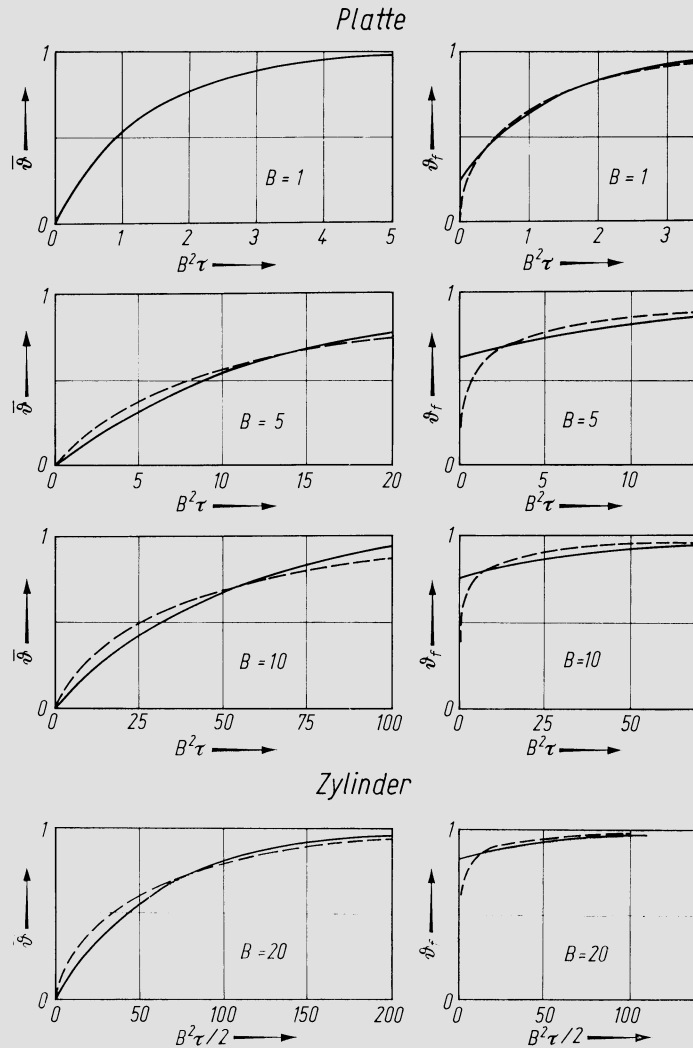 Platte
1 1
ϑ̄ ϑf
B = 1 B = 1
0 0
0 1 2 3 4 5 0 1 2 3
B²τ B²τ
1 1
ϑ̄ ϑf
B = 5 B=5
0 0
0 5 10 15 20 0 5 10
B²τ B²τ
1 1
ϑ̄ ϑf
B = 10 B=10
0 0
0 25 50 75 100 0 25 50
B²τ B²τ
Zylinder
1 1
ϑ ϑf
B = 20 B=20
0 0
0 50 100 150 200 0 50 100
B²τ/2 B²τ/2